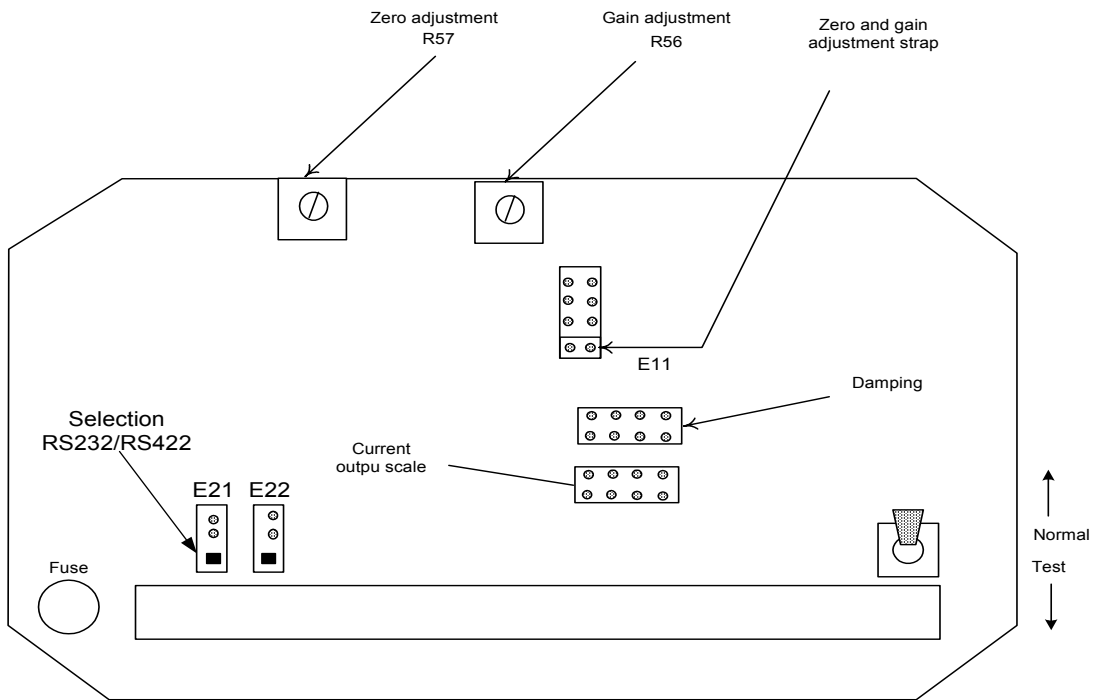 Zero adjustment
R57
Gain adjustment
R56
Zero and gain
adjustment strap
E11
Damping
Selection
RS232/RS422
Current
outpu scale
E21
E22
Normal
Test
Fuse